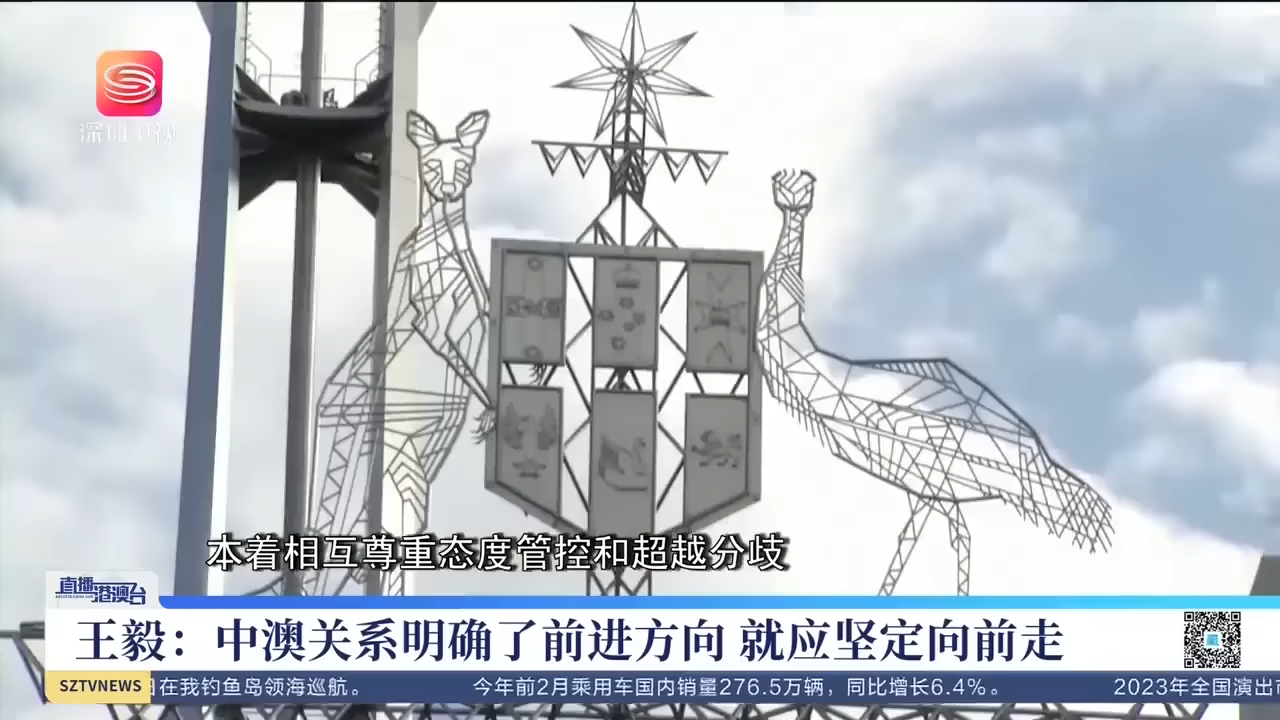 深圳卫视
本着相互尊重态度管控和超越分歧
直播港澳台
王毅：中澳关系明确了前进方向 就应坚定向前走
SZTVNEWS
在我钓鱼岛领海巡航。 今年前2月乘用车国内销量276.5万辆，同比增长6.4%。 2023年全国演出